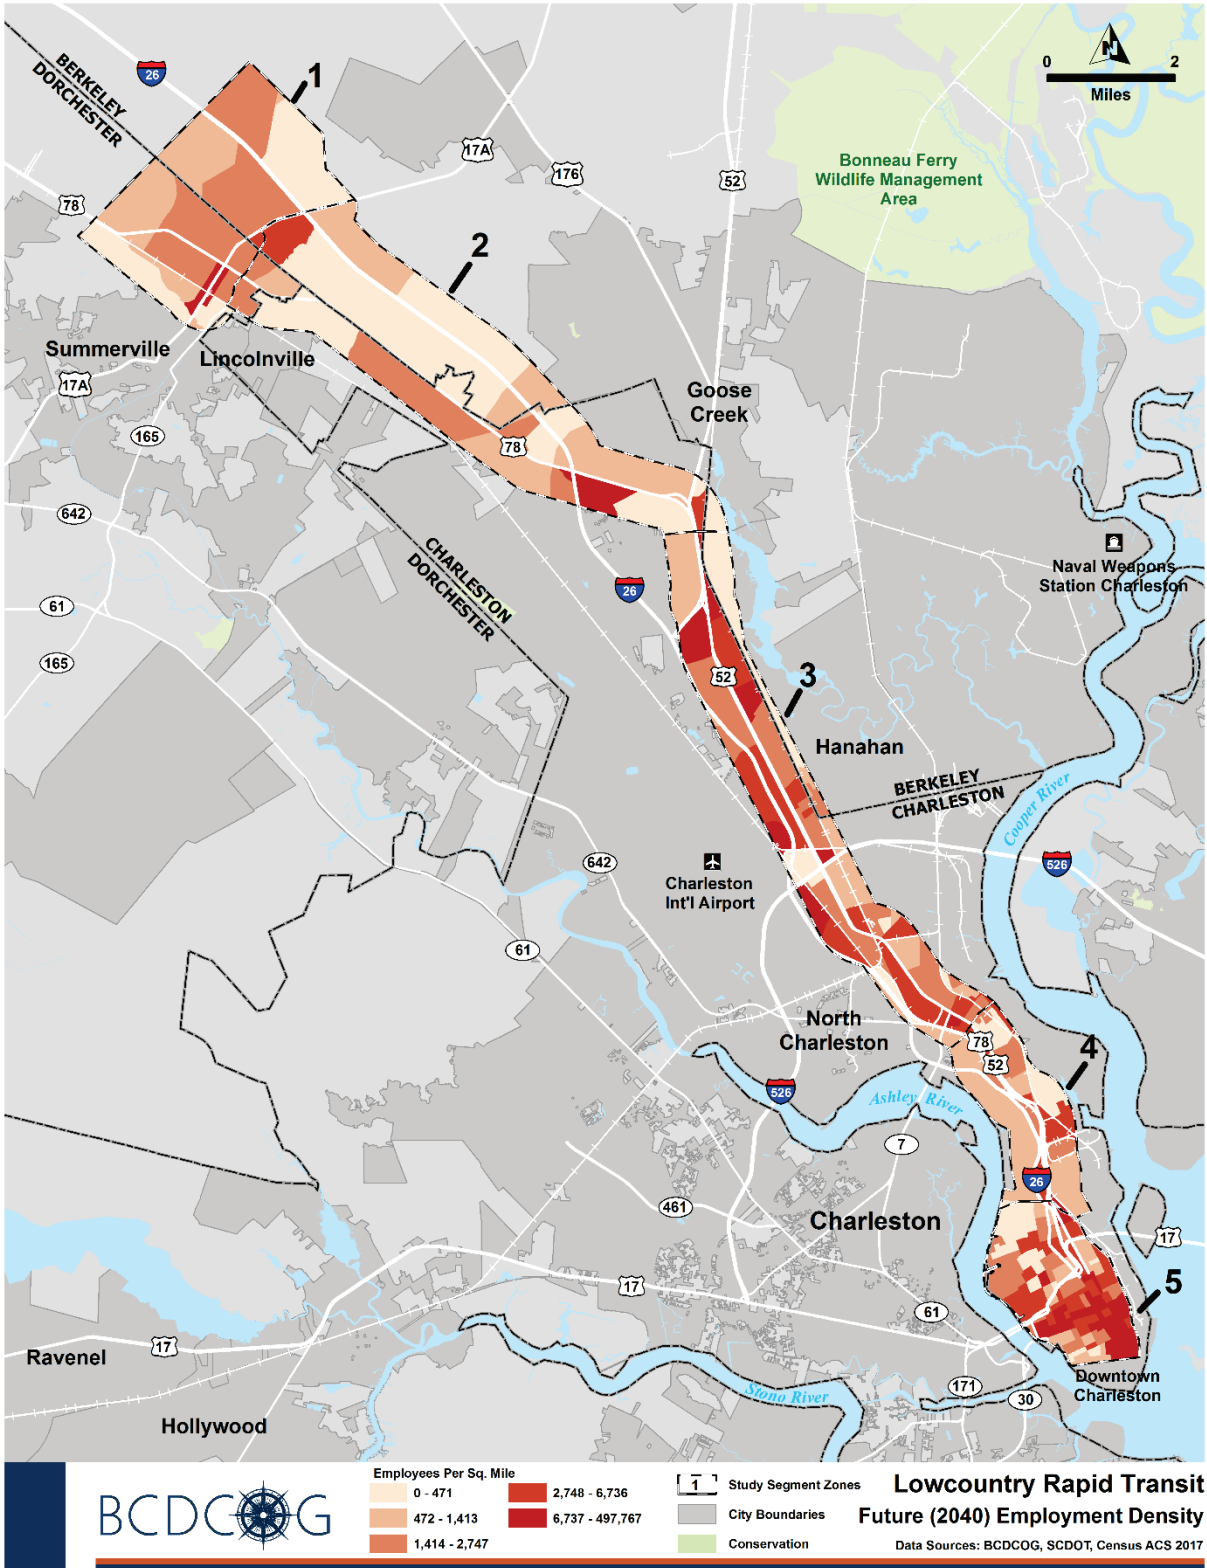 N
0 2
Miles
1
BERKELEY
DORCHESTER
26
17A
176
52
78
Bonneau Ferry
Wildlife Management
Area
2
Summerville
Lincolnville
17A
165
Goose
Creek
78
642
CHARLESTON
DORCHESTER
26
Naval Weapons
Station Charleston
61
165
52
3
Hanahan
BERKELEY
CHARLESTON
Cooper River
642
526
Charleston
Int'l Airport
61
North
Charleston
78
52
4
526
Ashley River
7
26
461
Charleston
17
17
5
61
17
Ravenel
171
30
Downtown
Charleston
Stono River
Hollywood
BCDCOG
Employees Per Sq. Mile
0 - 471
472 - 1,413
1,414 - 2,747
2,748 - 6,736
6,737 - 497,767
1 Study Segment Zones
City Boundaries
Conservation
Lowcountry Rapid Transit
Future (2040) Employment Density
Data Sources: BCDCOG, SCDOT, Census ACS 2017